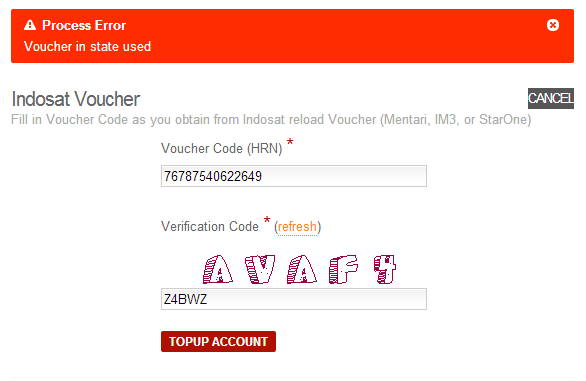 Process Error
Voucher in state used
Indosat Voucher
CANCEL
Fill in Voucher Code as you obtain from Indosat reload Voucher (Mentari, IM3, or StarOne)
Voucher Code (HRN) *
76787540622649
Verification Code * (refresh)
AVAF4
Z4BWZ
TOPUP ACCOUNT